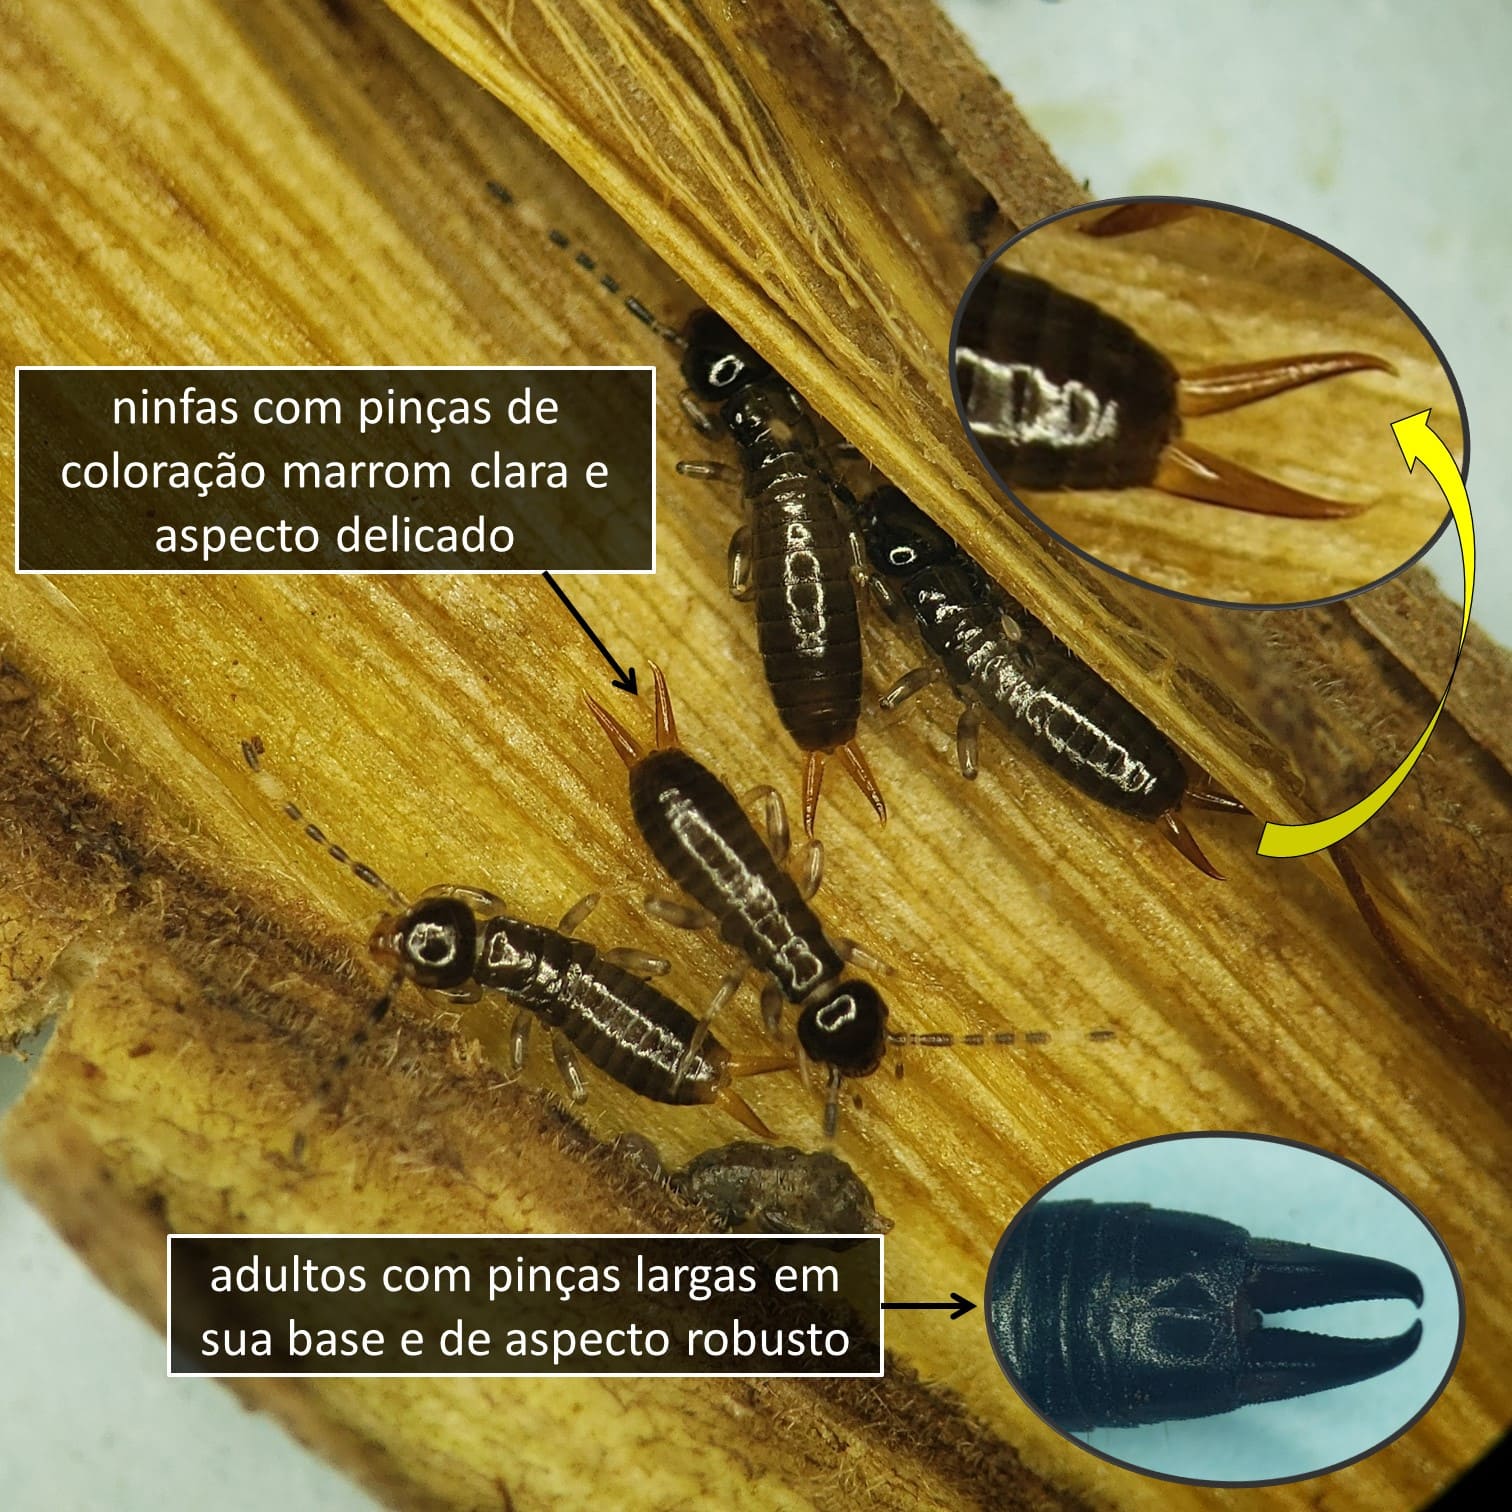 ninfas com pinças de
coloração marrom clara e
aspecto delicado
adultos com pinças largas em
sua base e de aspecto robusto